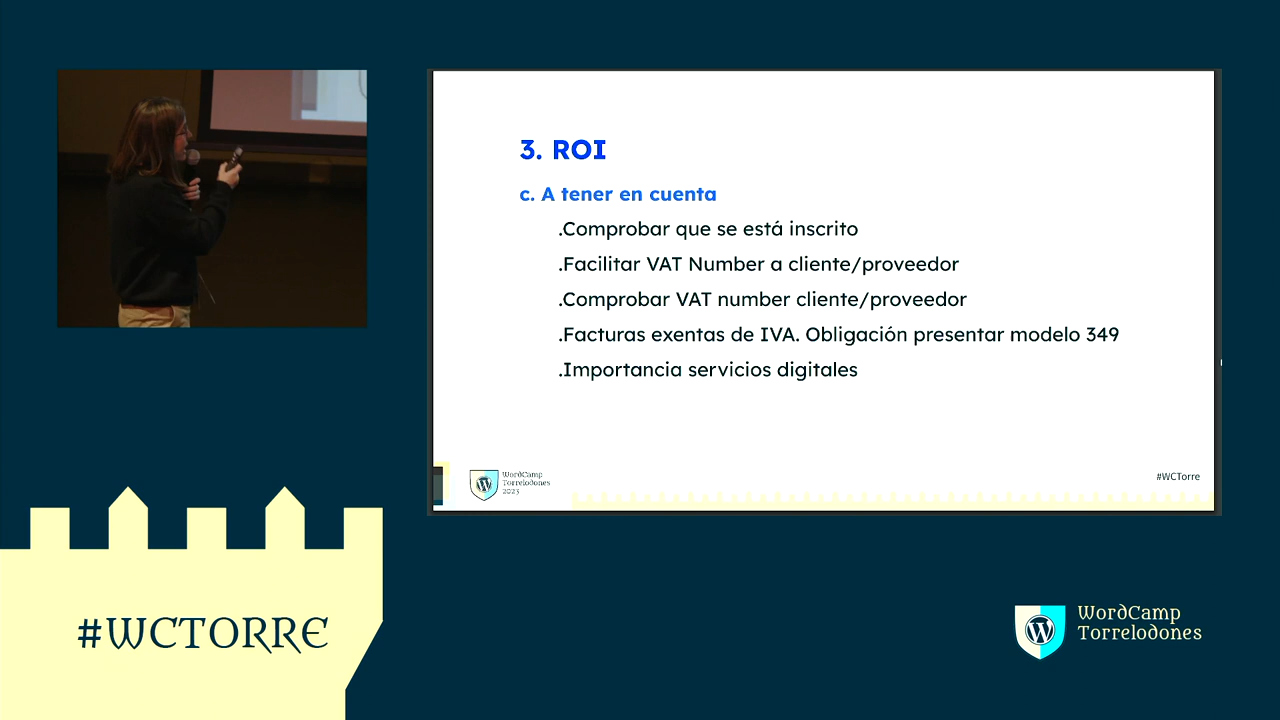 3. ROI
c. A tener en cuenta
.Comprobar que se está inscrito
.Facilitar VAT Number a cliente/proveedor
.Comprobar VAT number cliente/proveedor
.Facturas exentas de IVA. Obligación presentar modelo 349
.Importancia servicios digitales
WordCamp
Torrelodones
2023
#WCTorre
#WCTORRE
WordCamp
Torrelodones